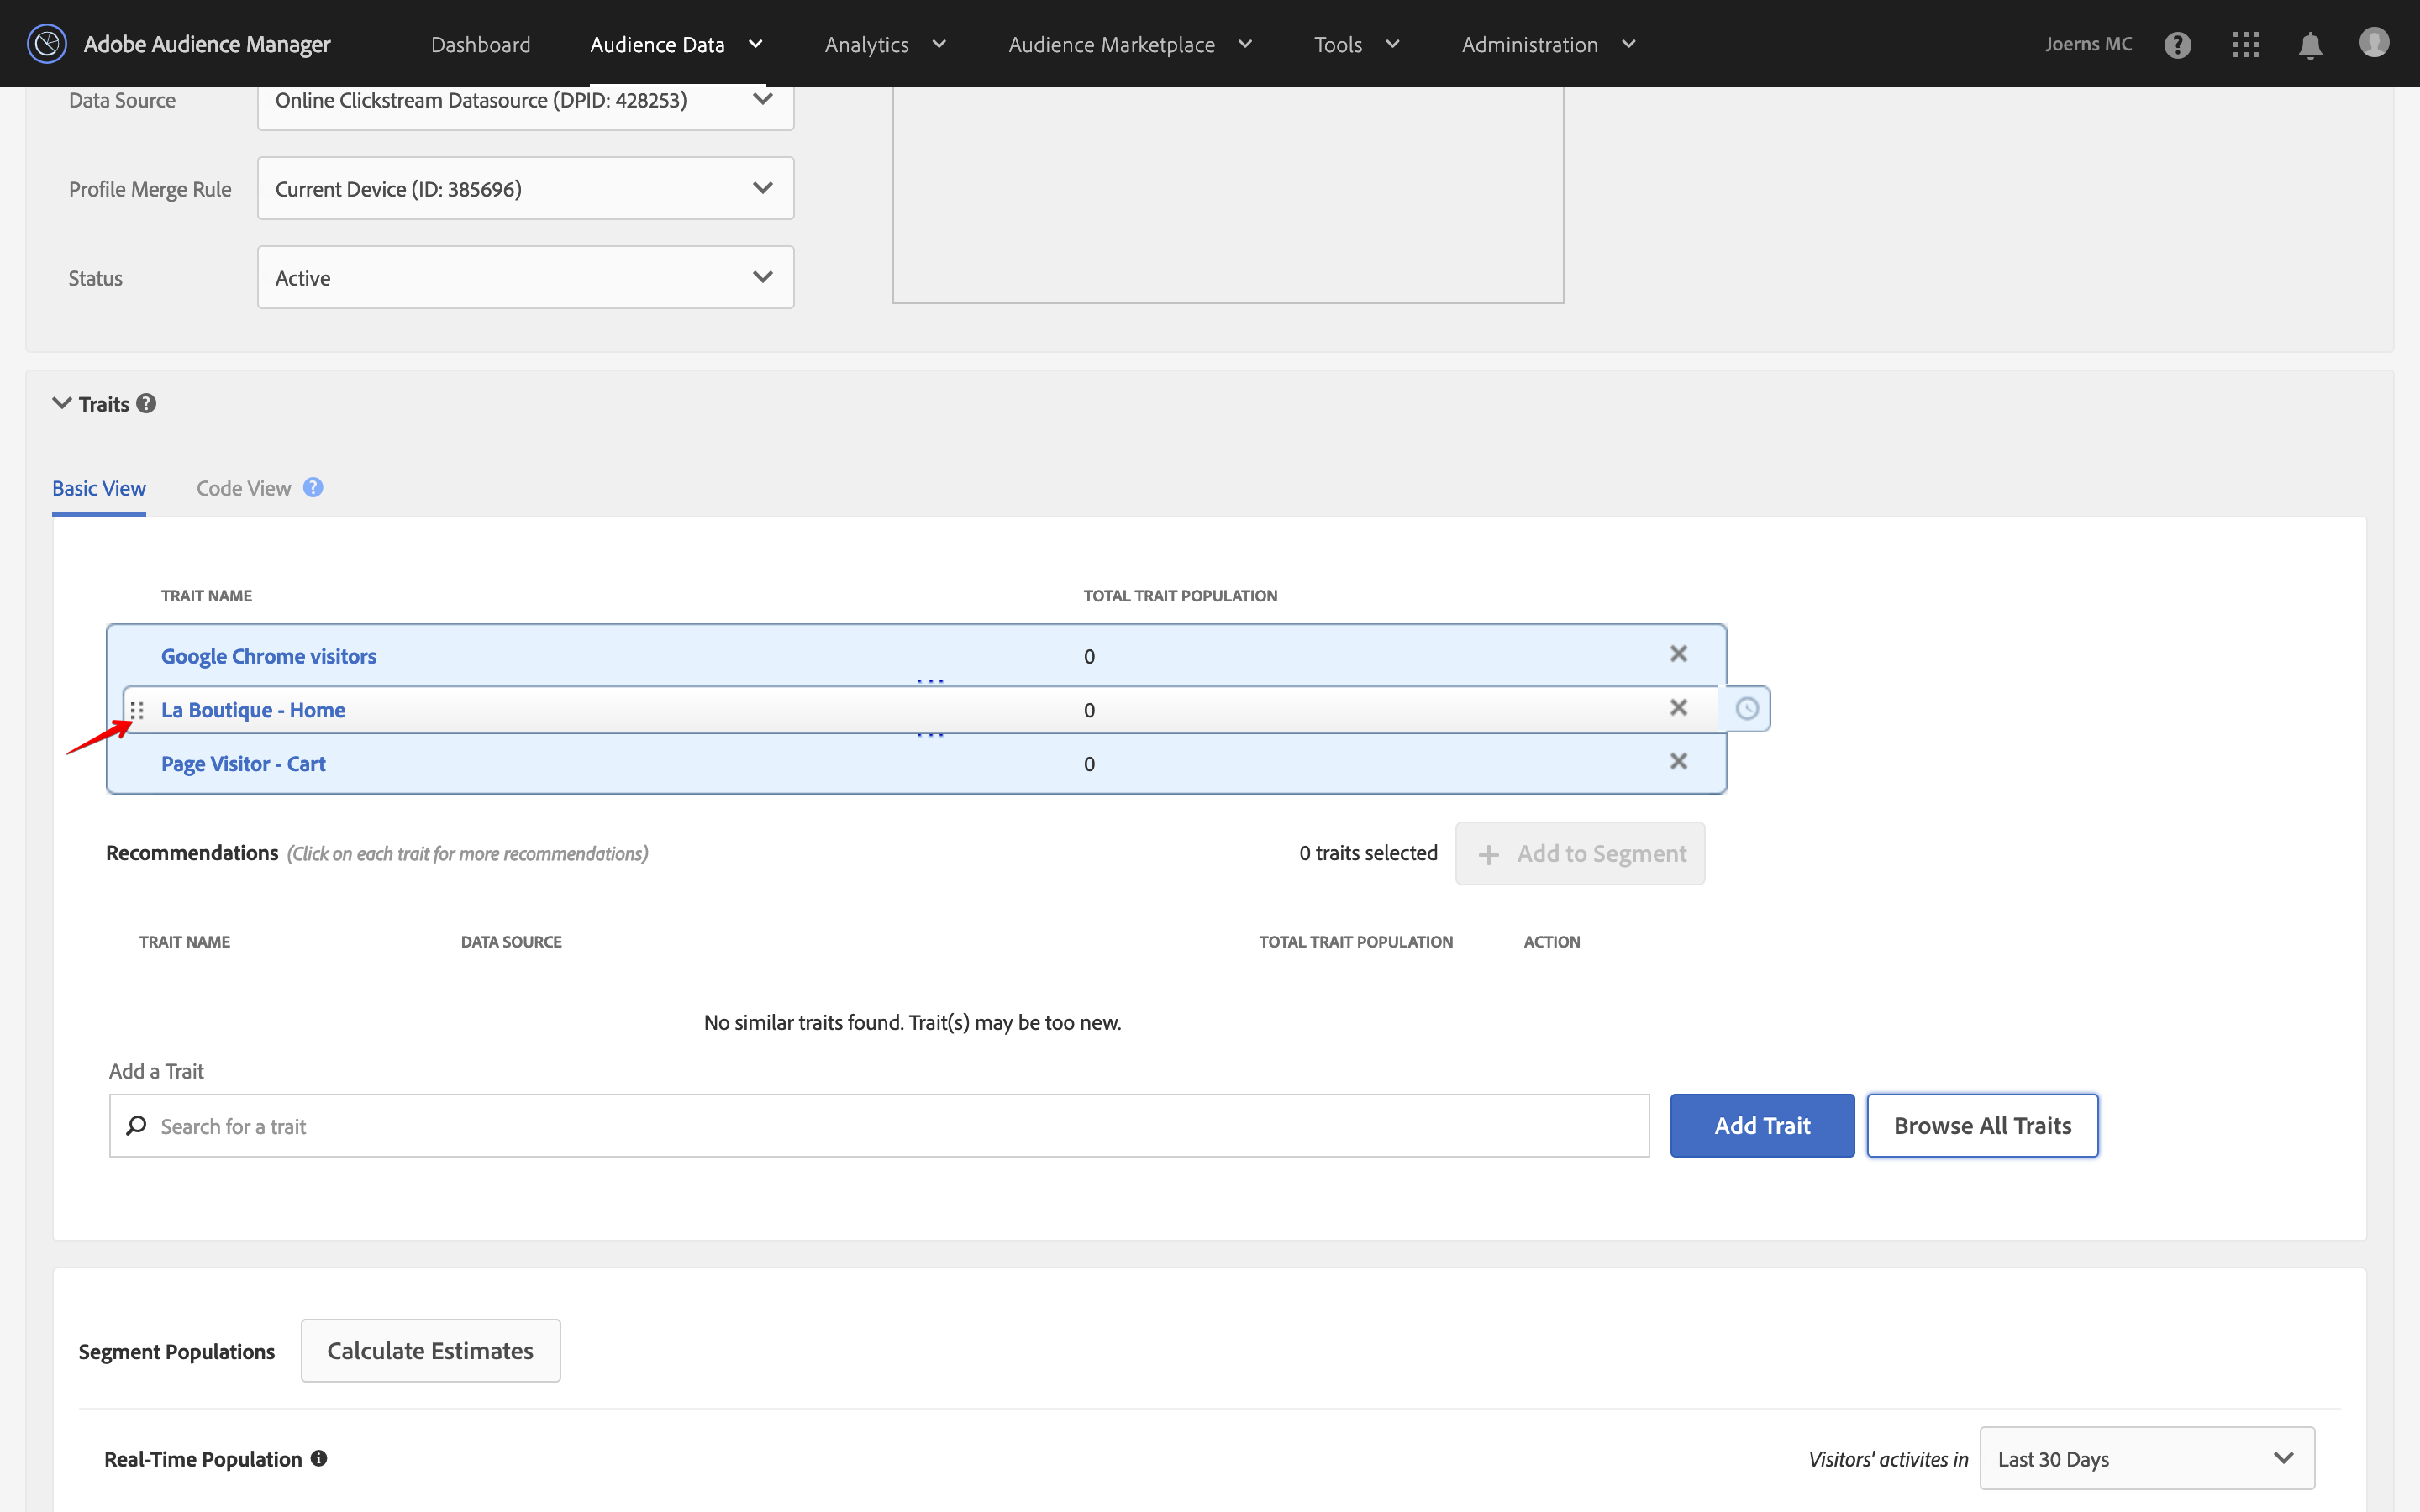 Adobe Audience Manager Dashboard Audience Data Analytics Audience Marketplace Tools Administration Joerns MC ?
Data Source Online Clickstream Datasource (DPID: 428253)
Profile Merge Rule Current Device (ID: 385696)
Status Active
Traits ?
Basic View Code View ?
TRAIT NAME TOTAL TRAIT POPULATION
Google Chrome visitors 0
La Boutique - Home 0
Page Visitor - Cart 0
Recommendations (Click on each trait for more recommendations) 0 traits selected + Add to Segment
TRAIT NAME DATA SOURCE TOTAL TRAIT POPULATION ACTION
No similar traits found. Trait(s) may be too new.
Add a Trait
Search for a trait Add Trait Browse All Traits
Segment Populations Calculate Estimates
Real-Time Population Visitors' activites in Last 30 Days